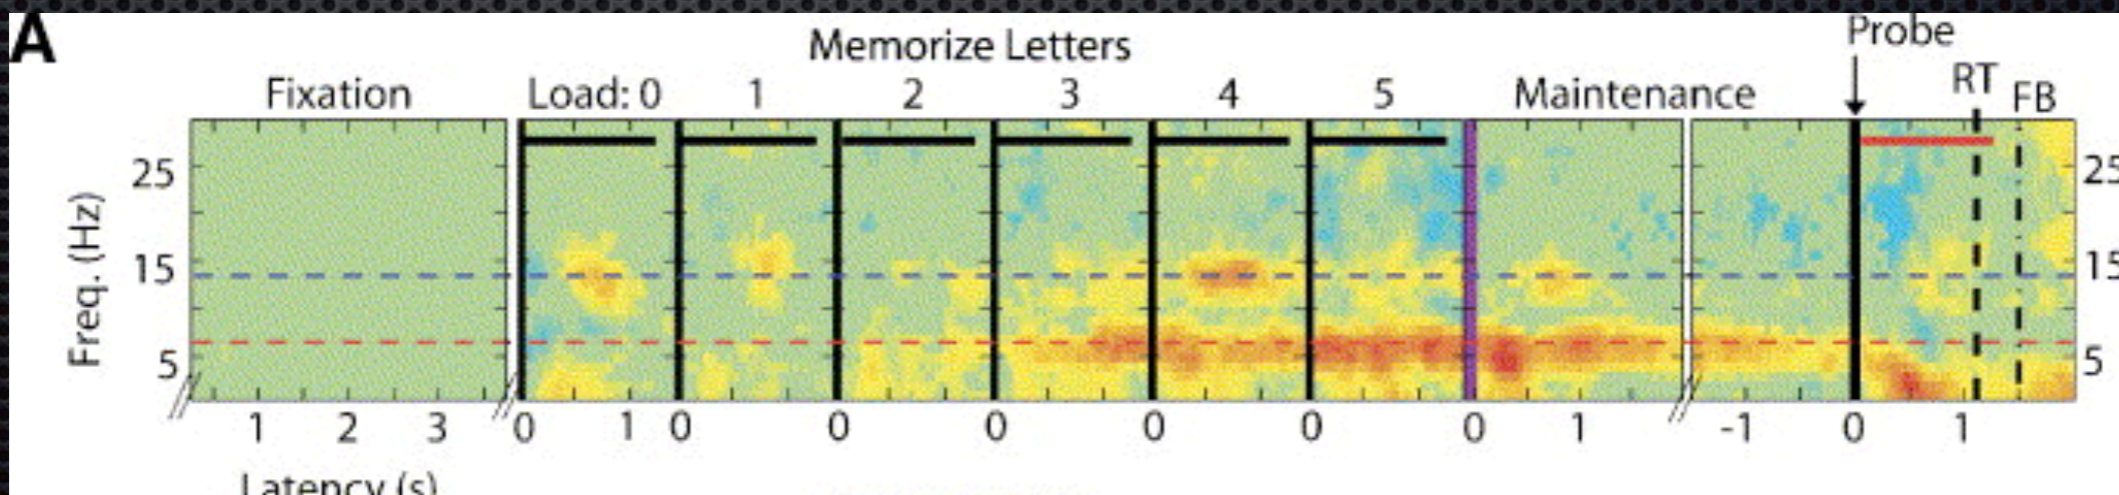 A
Memorize Letters
Probe
Fixation
Load: 0 1 2 3 4 5
Maintenance
RT
FB
Freq. (Hz)
25
15
5
25
15
5
1 2 3
0 1 0 0 0 0 0 0 1
-1 0 1
Latency (s)